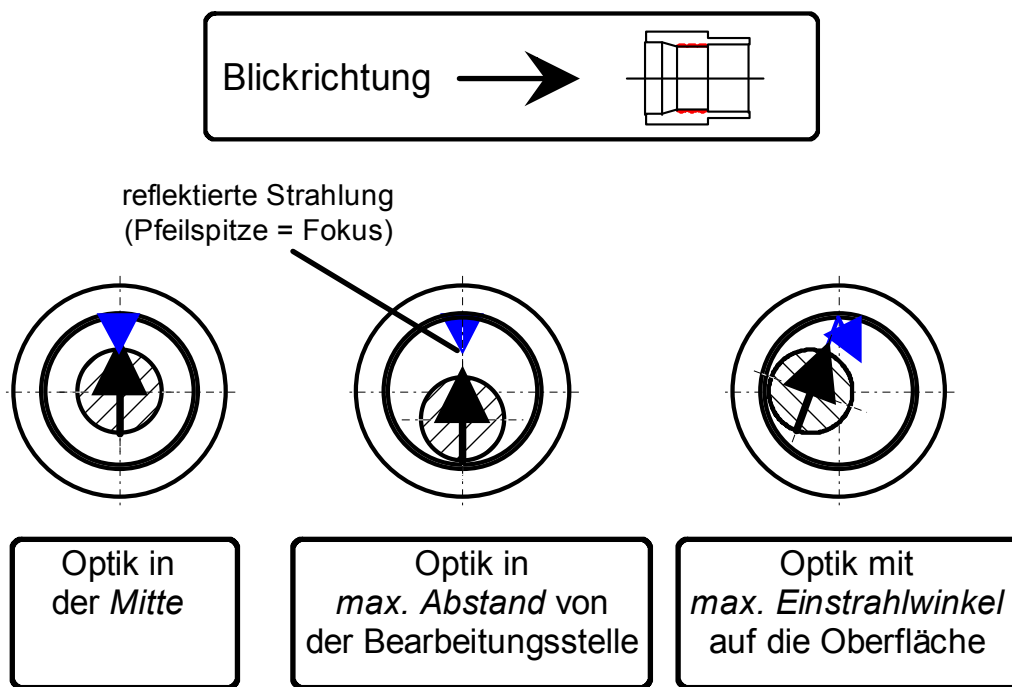 Blickrichtung
reflektierte Strahlung
(Pfeilspitze = Fokus)
Optik in
der Mitte
Optik in
max. Abstand von
der Bearbeitungsstelle
Optik mit
max. Einstrahlwinkel
auf die Oberfläche